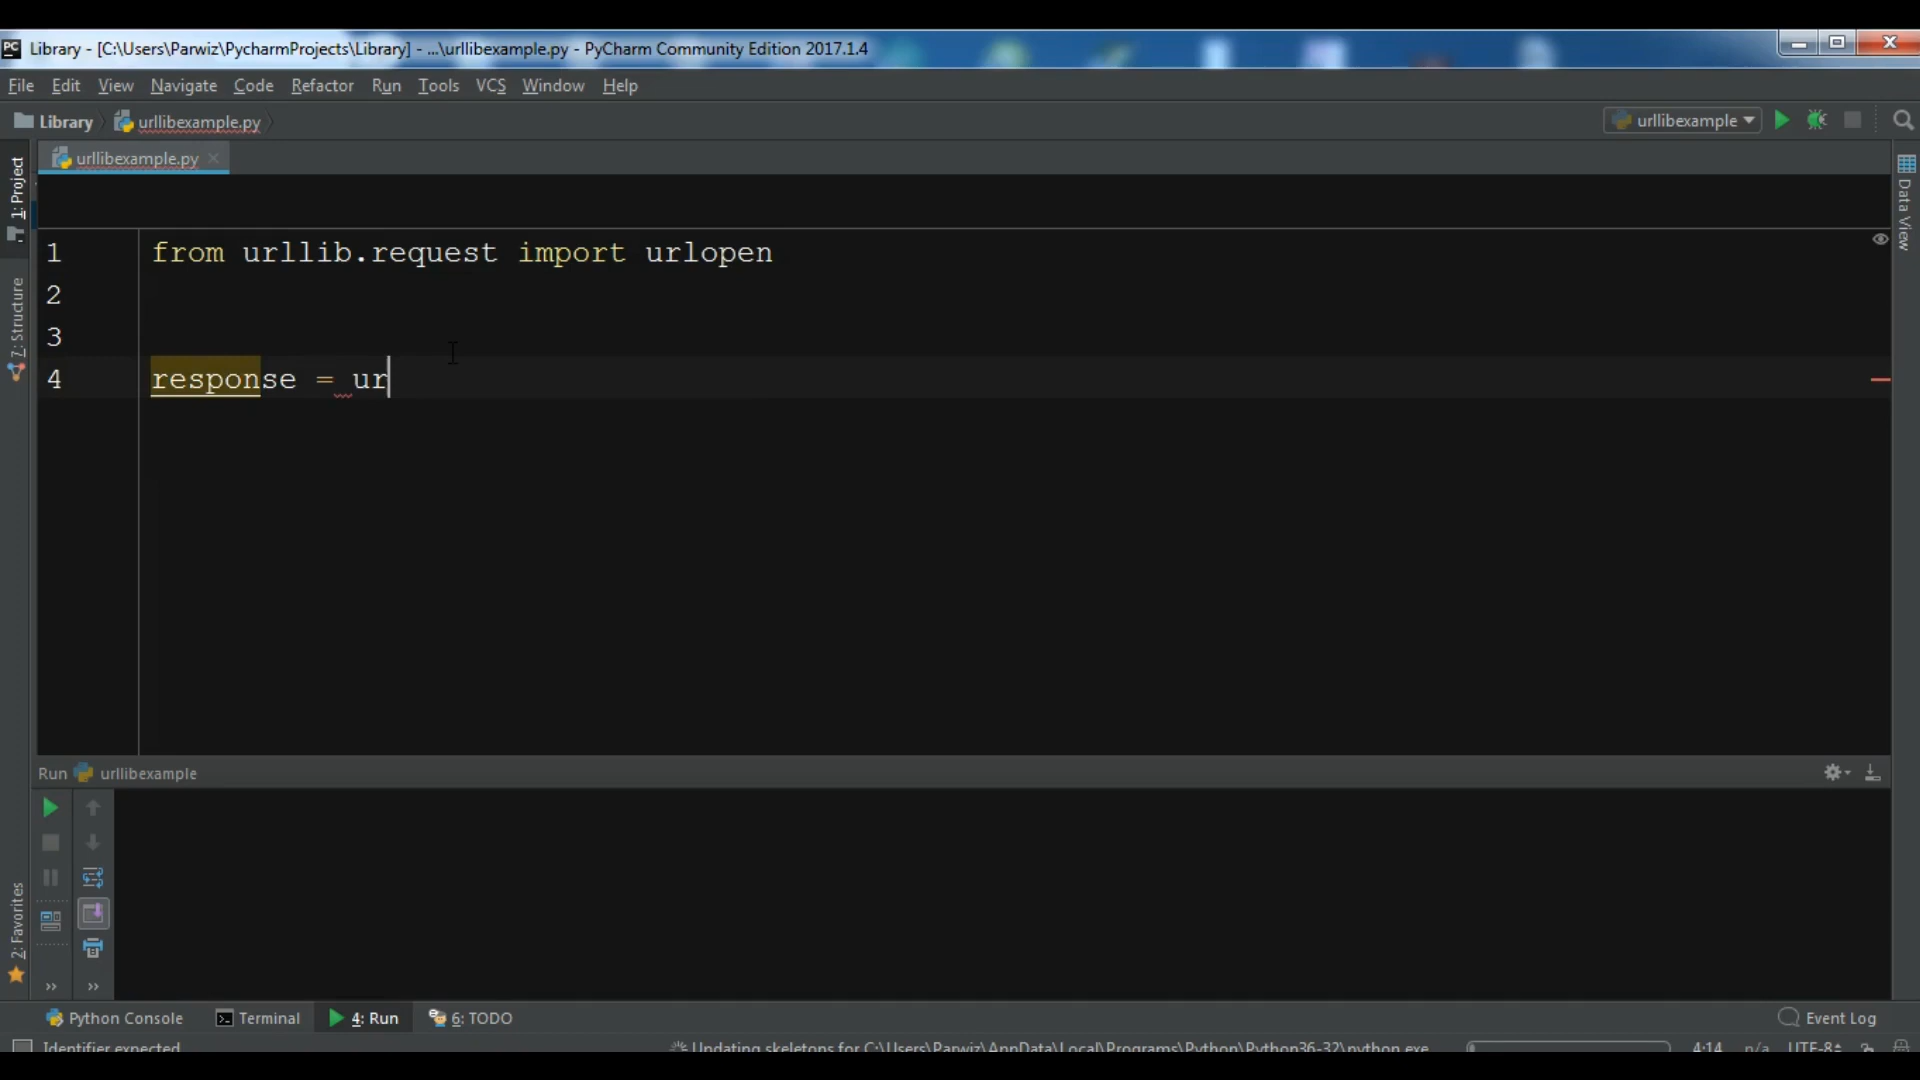 Library - [C:\Users\Parwiz\PycharmProjects\Library] - ...\urllibexample.py - PyCharm Community Edition 2017.1.4
File Edit View Navigate Code Refactor Run Tools VCS Window Help
Library urllibexample.py urllibexample
urllibexample.py
1: Project
7: Structure
2: Favorites
Data View
1 from urllib.request import urlopen
2
3
4 response = ur
Run urllibexample
Python Console Terminal 4: Run 6: TODO Event Log
Identifier expected Updating skeletons for C:\Users\Parwiz\AppData\Local\Programs\Python\Python36-32\python.exe 4:14 n/a UTF-8